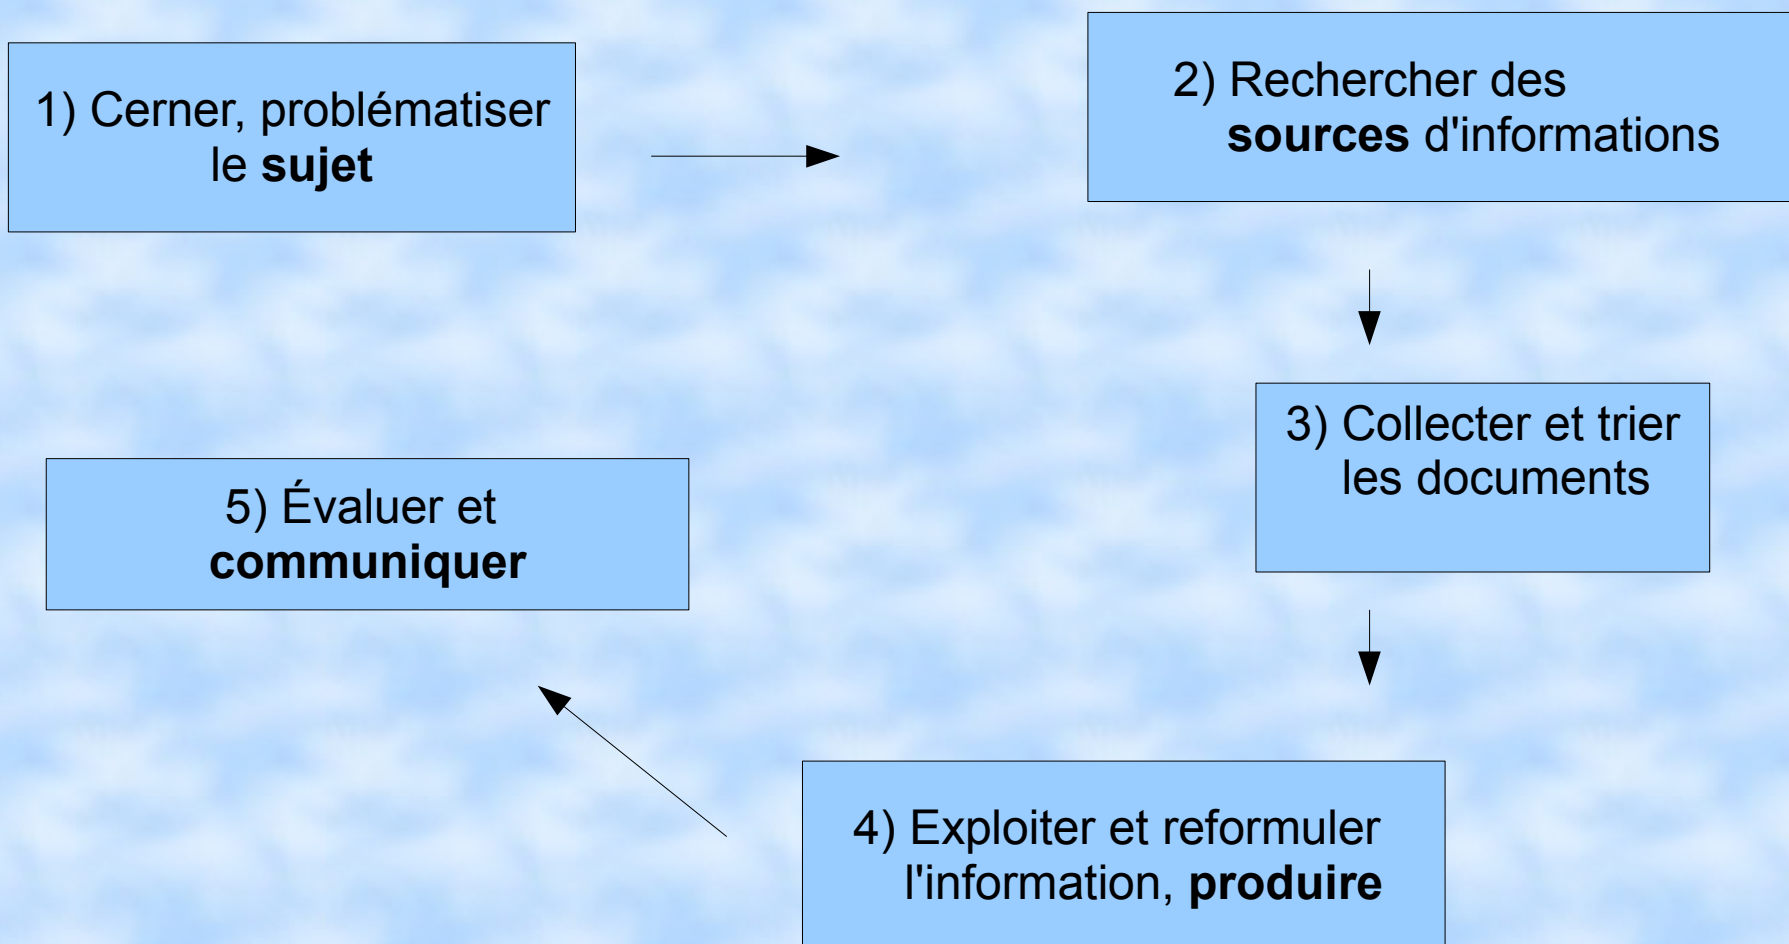 1) Cerner, problématiser
le sujet
2) Rechercher des
sources d'informations
3) Collecter et trier
les documents
4) Exploiter et reformuler
l'information, produire
5) Évaluer et
communiquer